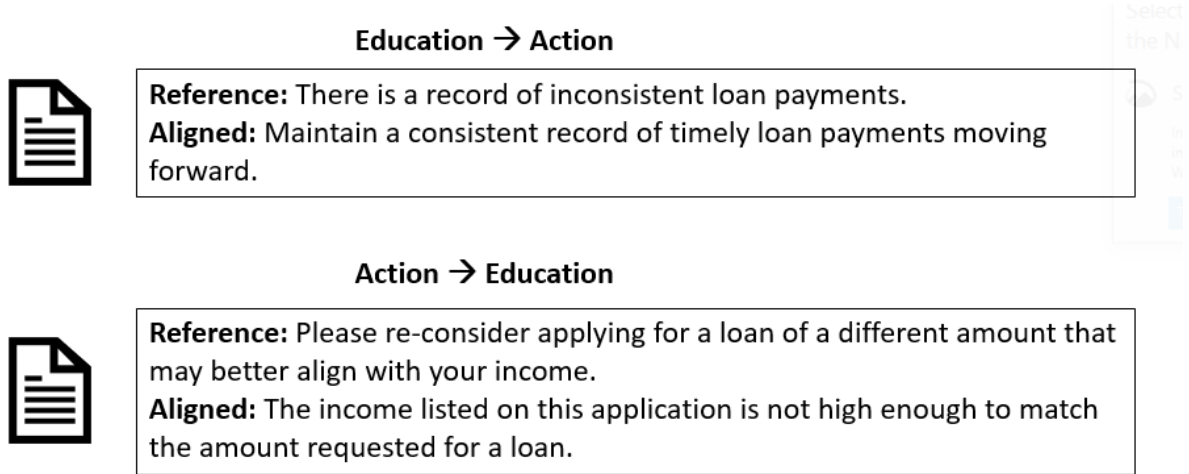 Education → Action
Reference: There is a record of inconsistent loan payments.
Aligned: Maintain a consistent record of timely loan payments moving
forward.
Action → Education
Reference: Please re-consider applying for a loan of a different amount that
may better align with your income.
Aligned: The income listed on this application is not high enough to match
the amount requested for a loan.
Select
the N